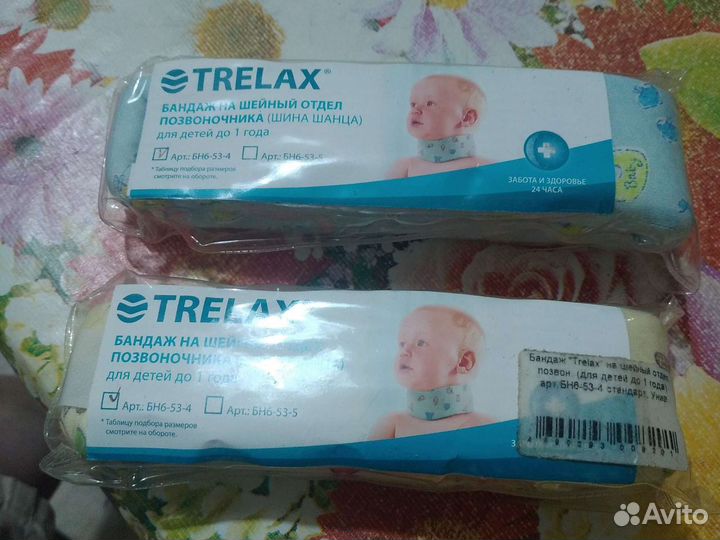 TRELAX®
БАНДАЖ НА ШЕЙНЫЙ ОТДЕЛ
ПОЗВОНОЧНИКА (ШИНА ШАНЦА)
для детей до 1 года
Арт.: БН6-53-4 Арт.: БН6-53-5
* Таблицу подбора размеров
смотрите на обороте.
ЗАБОТА И ЗДОРОВЬЕ
24 ЧАСА
Baby
TRELAX®
БАНДАЖ НА ШЕЙ
ПОЗВОНОЧНИКА
для детей до 1 года
Арт.: БН6-53-4 Арт.: БН6-53-5
* Таблицу подбора размеров
смотрите на обороте.
Бандаж "Trelax" на шейный отдел
позвон. (для детей до 1 года)
арт.БН6-53-4 стандарт, Униве
Avito